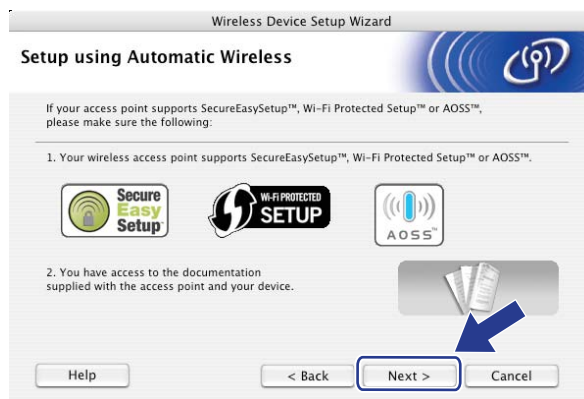 Wireless Device Setup Wizard
Setup using Automatic Wireless
If your access point supports SecureEasySetup™, Wi-Fi Protected Setup™ or AOSS™,
please make sure the following:
1. Your wireless access point supports SecureEasySetup™, Wi-Fi Protected Setup™ or AOSS™.
Secure
Easy
Setup
Wi-Fi PROTECTED
SETUP
AOSS™
2. You have access to the documentation
supplied with the access point and your device.
Help
< Back
Next >
Cancel